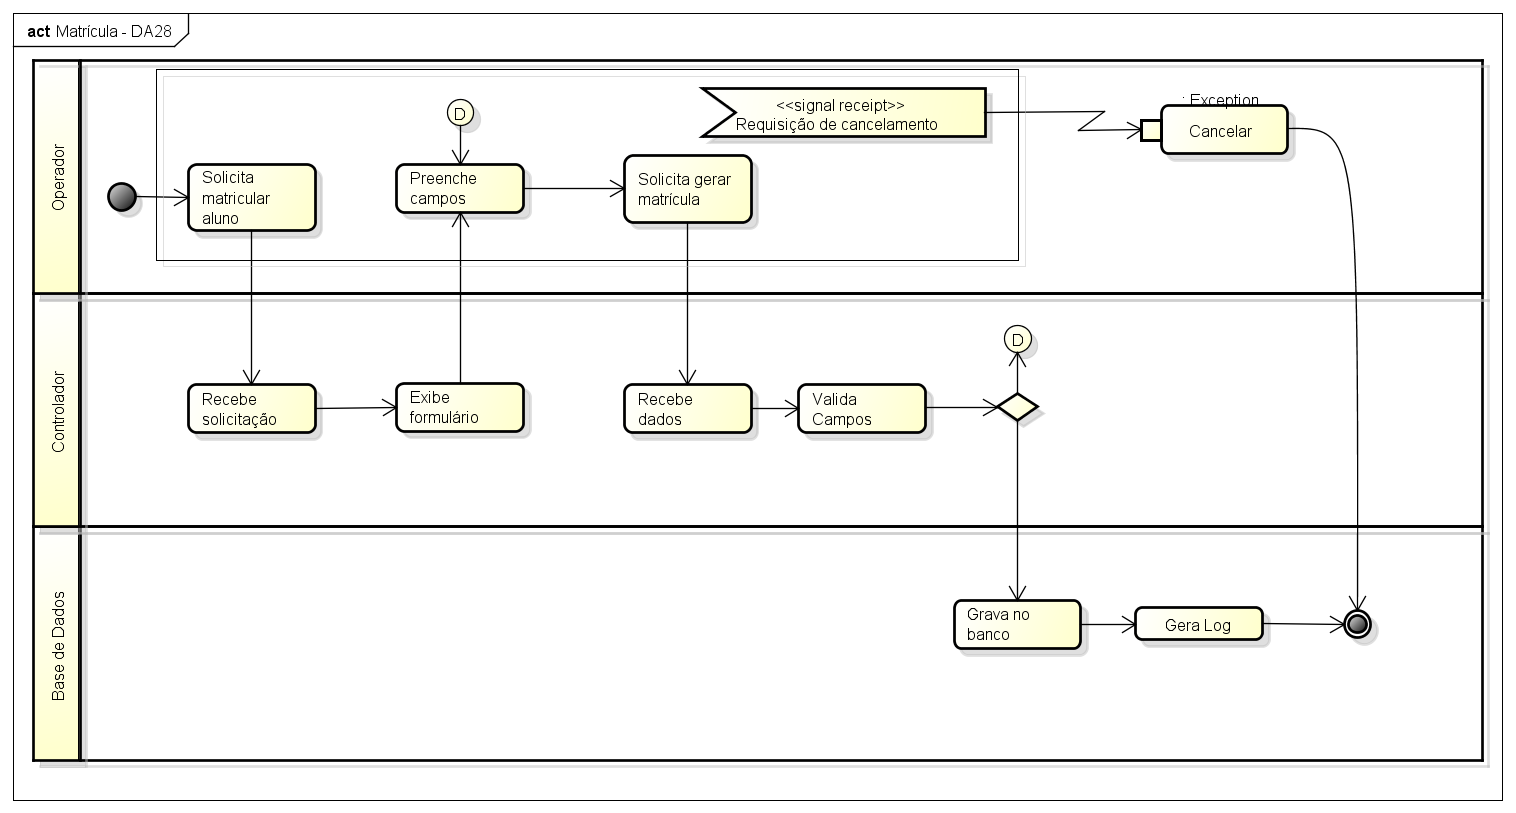 act Matrícula - DA28
Operador
D
<<signal receipt>>
Requisição de cancelamento
: Exception
Cancelar
Solicita
matricular
aluno
Preenche
campos
Solicita gerar
matrícula
Controlador
D
Recebe
solicitação
Exibe
formulário
Recebe
dados
Valida
Campos
Base de Dados
Grava no
banco
Gera Log